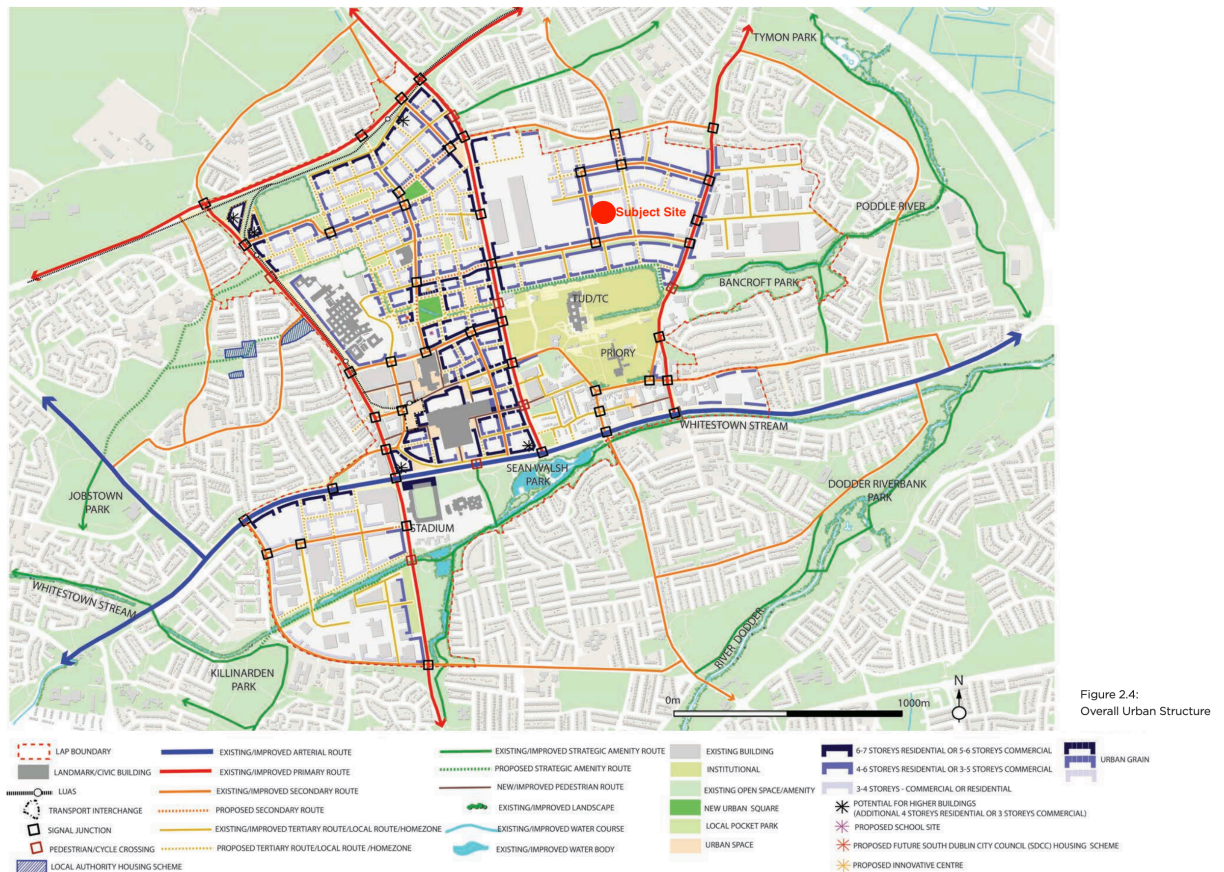 TYMON PARK
PODDLE RIVER
Subject Site
BANCROFT PARK
TUD/TC
PRIORY
WHITESTOWN STREAM
SEAN WALSH
PARK
DODDER RIVERBANK
PARK
JOBSTOWN
PARK
STADIUM
WHITESTOWN STREAM
RIVER DODDER
KILLINARDEN
PARK
0m
1000m
N
Figure 2.4:
Overall Urban Structure
LAP BOUNDARY
LANDMARK/CIVIC BUILDING
LUAS
TRANSPORT INTERCHANGE
SIGNAL JUNCTION
PEDESTRIAN/CYCLE CROSSING
LOCAL AUTHORITY HOUSING SCHEME
EXISTING/IMPROVED ARTERIAL ROUTE
EXISTING/IMPROVED PRIMARY ROUTE
EXISTING/IMPROVED SECONDARY ROUTE
PROPOSED SECONDARY ROUTE
EXISTING/IMPROVED TERTIARY ROUTE/LOCAL ROUTE/HOMEZONE
PROPOSED TERTIARY ROUTE/LOCAL ROUTE /HOMEZONE
EXISTING/IMPROVED STRATEGIC AMENITY ROUTE
PROPOSED STRATEGIC AMENITY ROUTE
NEW/IMPROVED PEDESTRIAN ROUTE
EXISTING/IMPROVED LANDSCAPE
EXISTING/IMPROVED WATER COURSE
EXISTING/IMPROVED WATER BODY
EXISTING BUILDING
INSTITUTIONAL
EXISTING OPEN SPACE/AMENITY
NEW URBAN SQUARE
LOCAL POCKET PARK
URBAN SPACE
6-7 STOREYS RESIDENTIAL OR 5-6 STOREYS COMMERCIAL
4-6 STOREYS RESIDENTIAL OR 3-5 STOREYS COMMERCIAL
3-4 STOREYS - COMMERCIAL OR RESIDENTIAL
POTENTIAL FOR HIGHER BUILDINGS
(ADDITIONAL 4 STOREYS RESIDENTIAL OR 3 STOREYS COMMERCIAL)
PROPOSED SCHOOL SITE
PROPOSED FUTURE SOUTH DUBLIN CITY COUNCIL (SDCC) HOUSING SCHEME
PROPOSED INNOVATIVE CENTRE
URBAN GRAIN